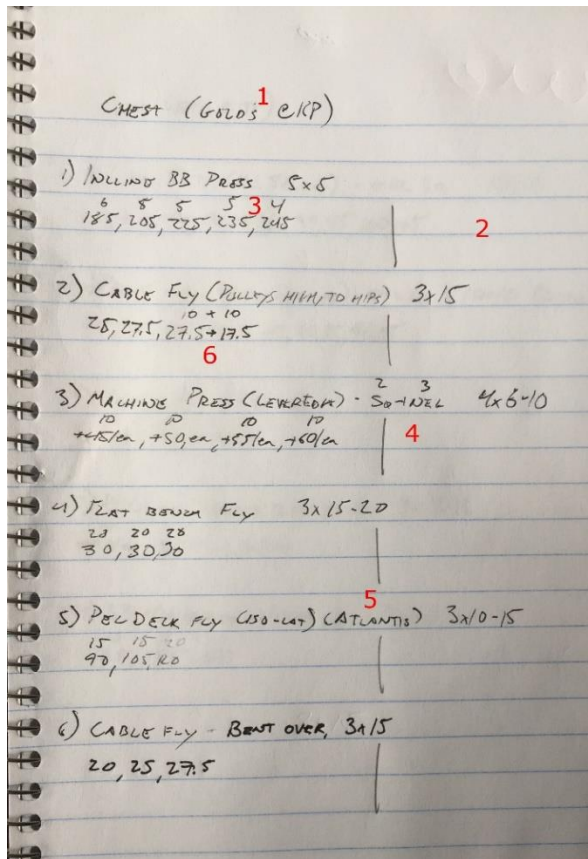 1
CHEST (GOLD'S CKP)
1) INCLINE BB PRESS 5x5
6 8 5 5 3 4
185, 205, 225, 235, 245
2
2) CABLE FLY (PULLEYS HIGH, TO HIPS) 3x15
10 + 10
25, 27.5, 27.5+17.5
6
2 3
3) MACHINE PRESS (LEVEREDGE) - SQ-INCL 4x6-10
10 10 10 10
+45/EA, +50/EA, +55/EA, +60/EA
4
4) FLAT BENCH FLY 3x15-20
20 20 20
30, 30, 30
5
5) PEC DECK FLY (ISO-LAT) (ATLANTIS) 3x10-15
15 15 20
90, 105,
6) CABLE FLY - BENT OVER, 3x15
20, 25, 27.5